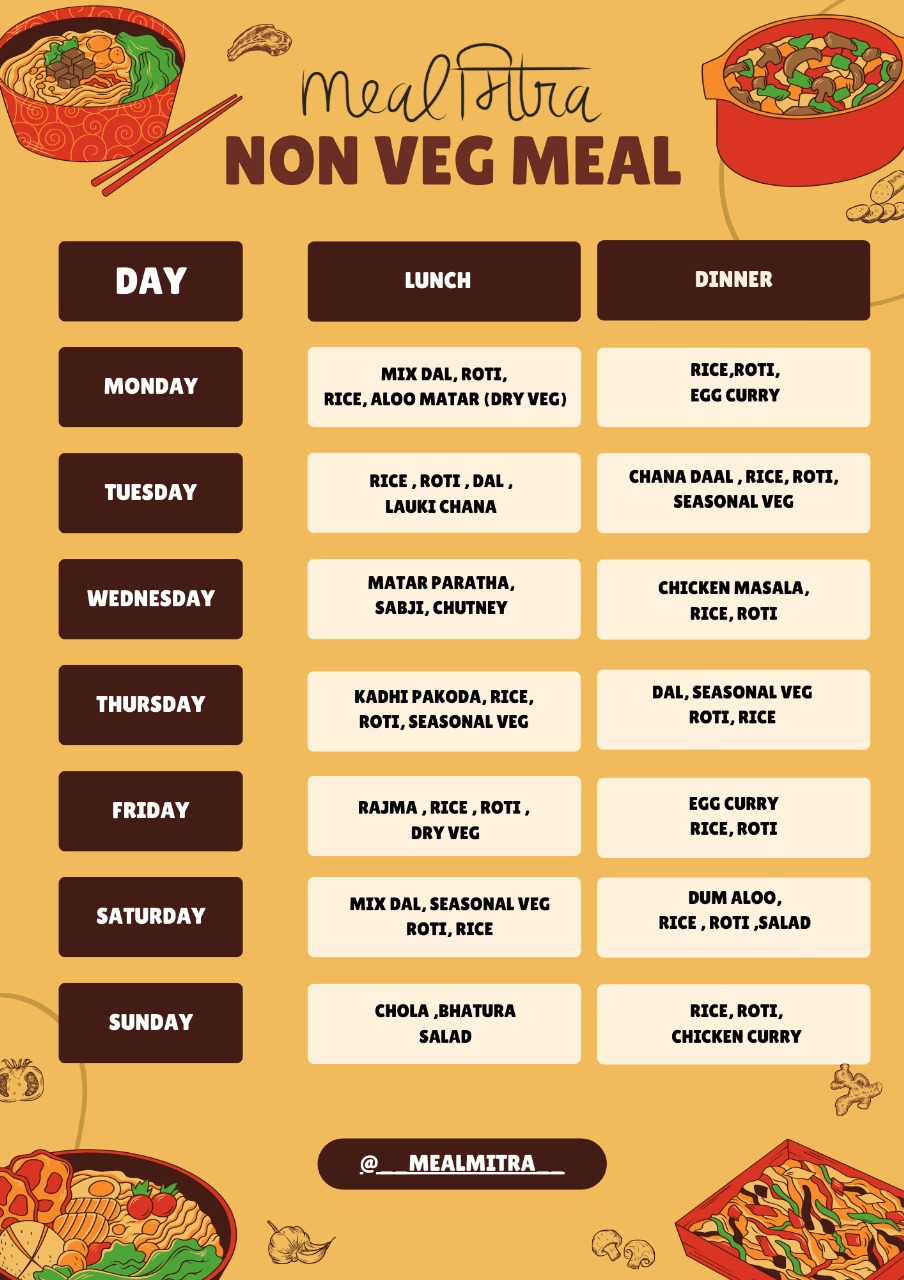 mealमित्रa
NON VEG MEAL
DAY
LUNCH
DINNER
MONDAY
MIX DAL, ROTI,
RICE, ALOO MATAR (DRY VEG)
RICE,ROTI,
EGG CURRY
TUESDAY
RICE , ROTI , DAL ,
LAUKI CHANA
CHANA DAAL , RICE, ROTI,
SEASONAL VEG
WEDNESDAY
MATAR PARATHA,
SABJI, CHUTNEY
CHICKEN MASALA,
RICE, ROTI
THURSDAY
KADHI PAKODA, RICE,
ROTI, SEASONAL VEG
DAL, SEASONAL VEG
ROTI, RICE
FRIDAY
RAJMA , RICE , ROTI ,
DRY VEG
EGG CURRY
RICE, ROTI
SATURDAY
MIX DAL, SEASONAL VEG
ROTI, RICE
DUM ALOO,
RICE , ROTI ,SALAD
SUNDAY
CHOLA ,BHATURA
SALAD
RICE, ROTI,
CHICKEN CURRY
@__MEALMITRA__